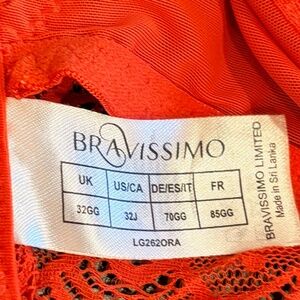 BRAVISSIMO
UK US/CA DE/ES/IT FR
32GG 32J 70GG 85GG
LG262ORA
BRAVISSIMO LIMITED
Made in Sri Lanka